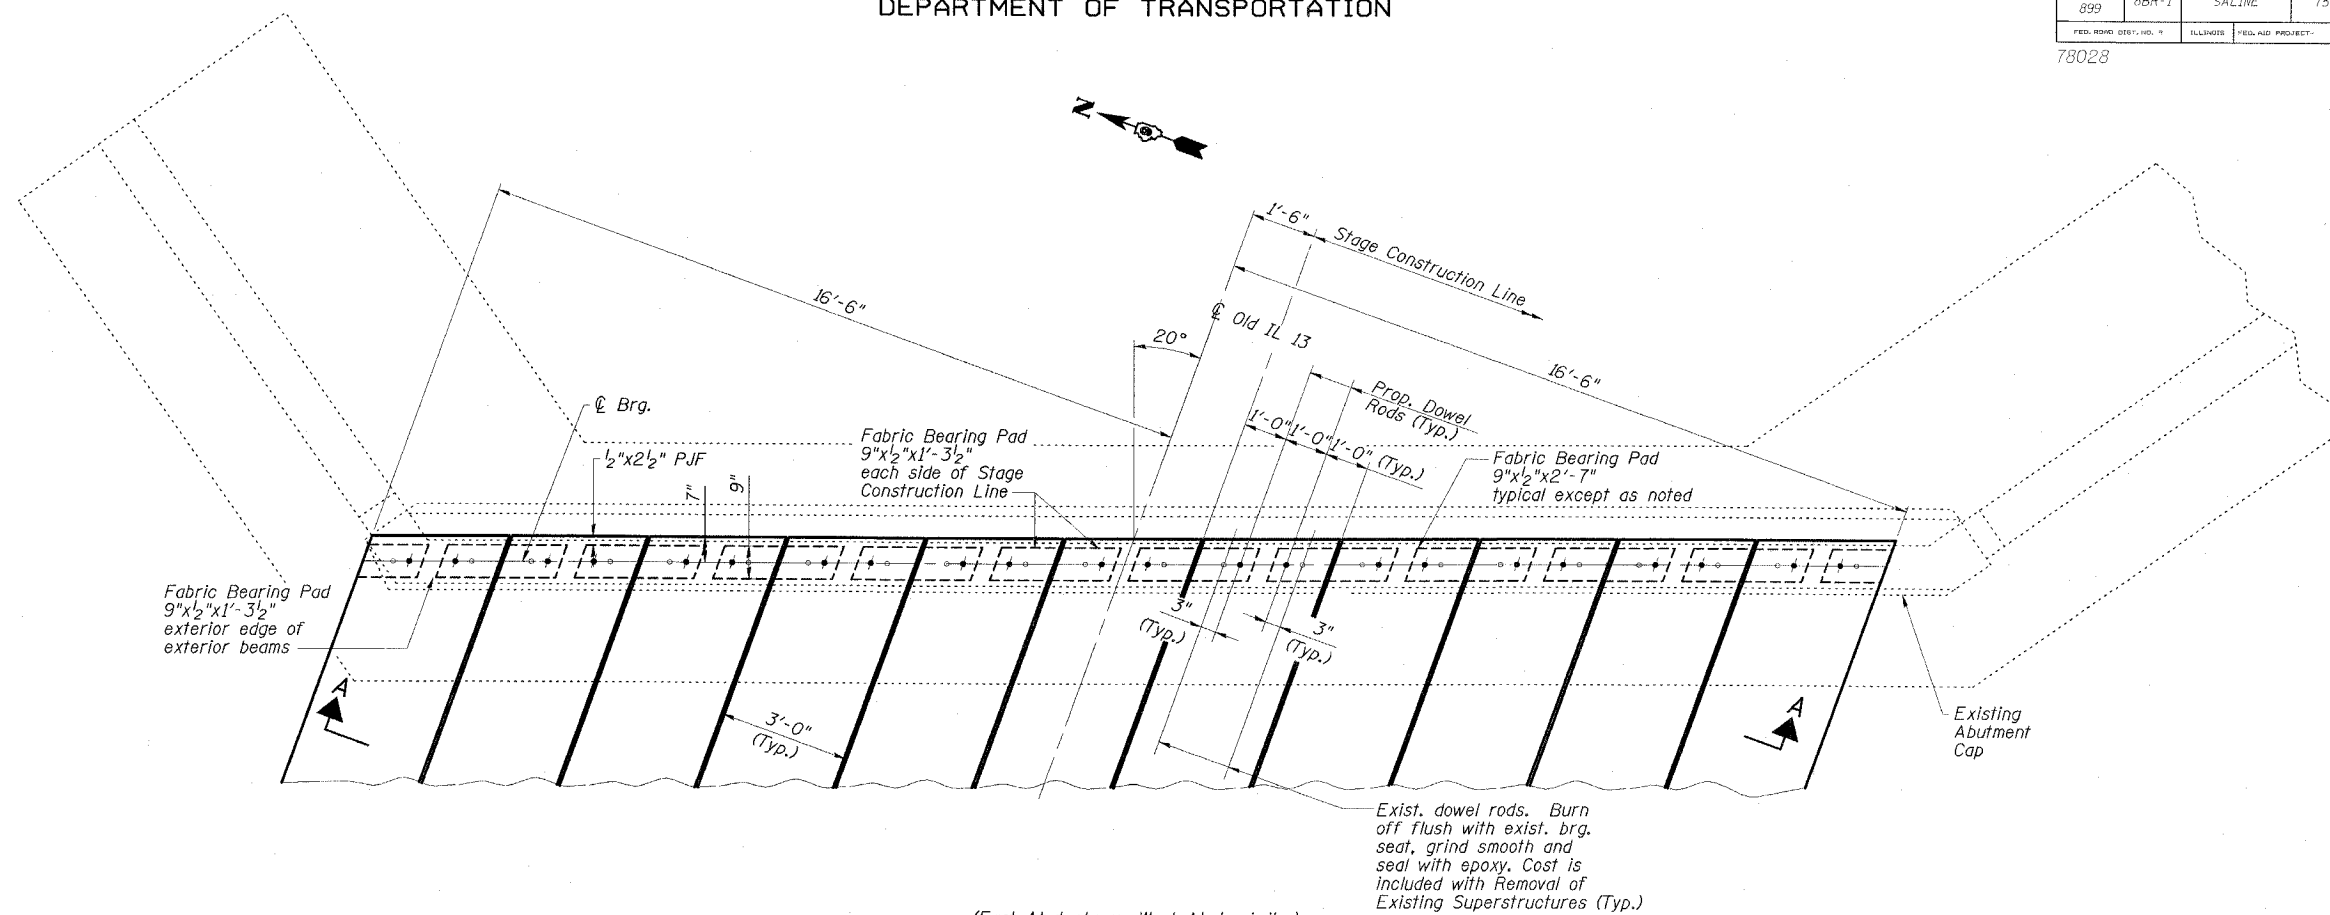 DEPARTMENT OF TRANSPORTATION
899
SALINE
FED. ROAD DIST. NO. 9
ILLINOIS
FED. AID PROJECT-
78028
N
1'-6"
Stage Construction Line
16'-6"
℄ Old IL 13
20°
16'-6"
Prop. Dowel
Rods (Typ.)
1'-0"
1'-0"
1'-0" (Typ.)
℄ Brg.
½"x2½" PJF
7"
9"
Fabric Bearing Pad
9"x½"x1'-3½"
each side of Stage
Construction Line
Fabric Bearing Pad
9"x½"x2'-7"
typical except as noted
Fabric Bearing Pad
9"x½"x1'-3½"
exterior edge of
exterior beams
3"
(Typ.)
3"
(Typ.)
A
3'-0"
(Typ.)
A
Existing
Abutment
Cap
Exist. dowel rods. Burn
off flush with exist. brg.
seat, grind smooth and
seal with epoxy. Cost is
included with Removal of
Existing Superstructures (Typ.)